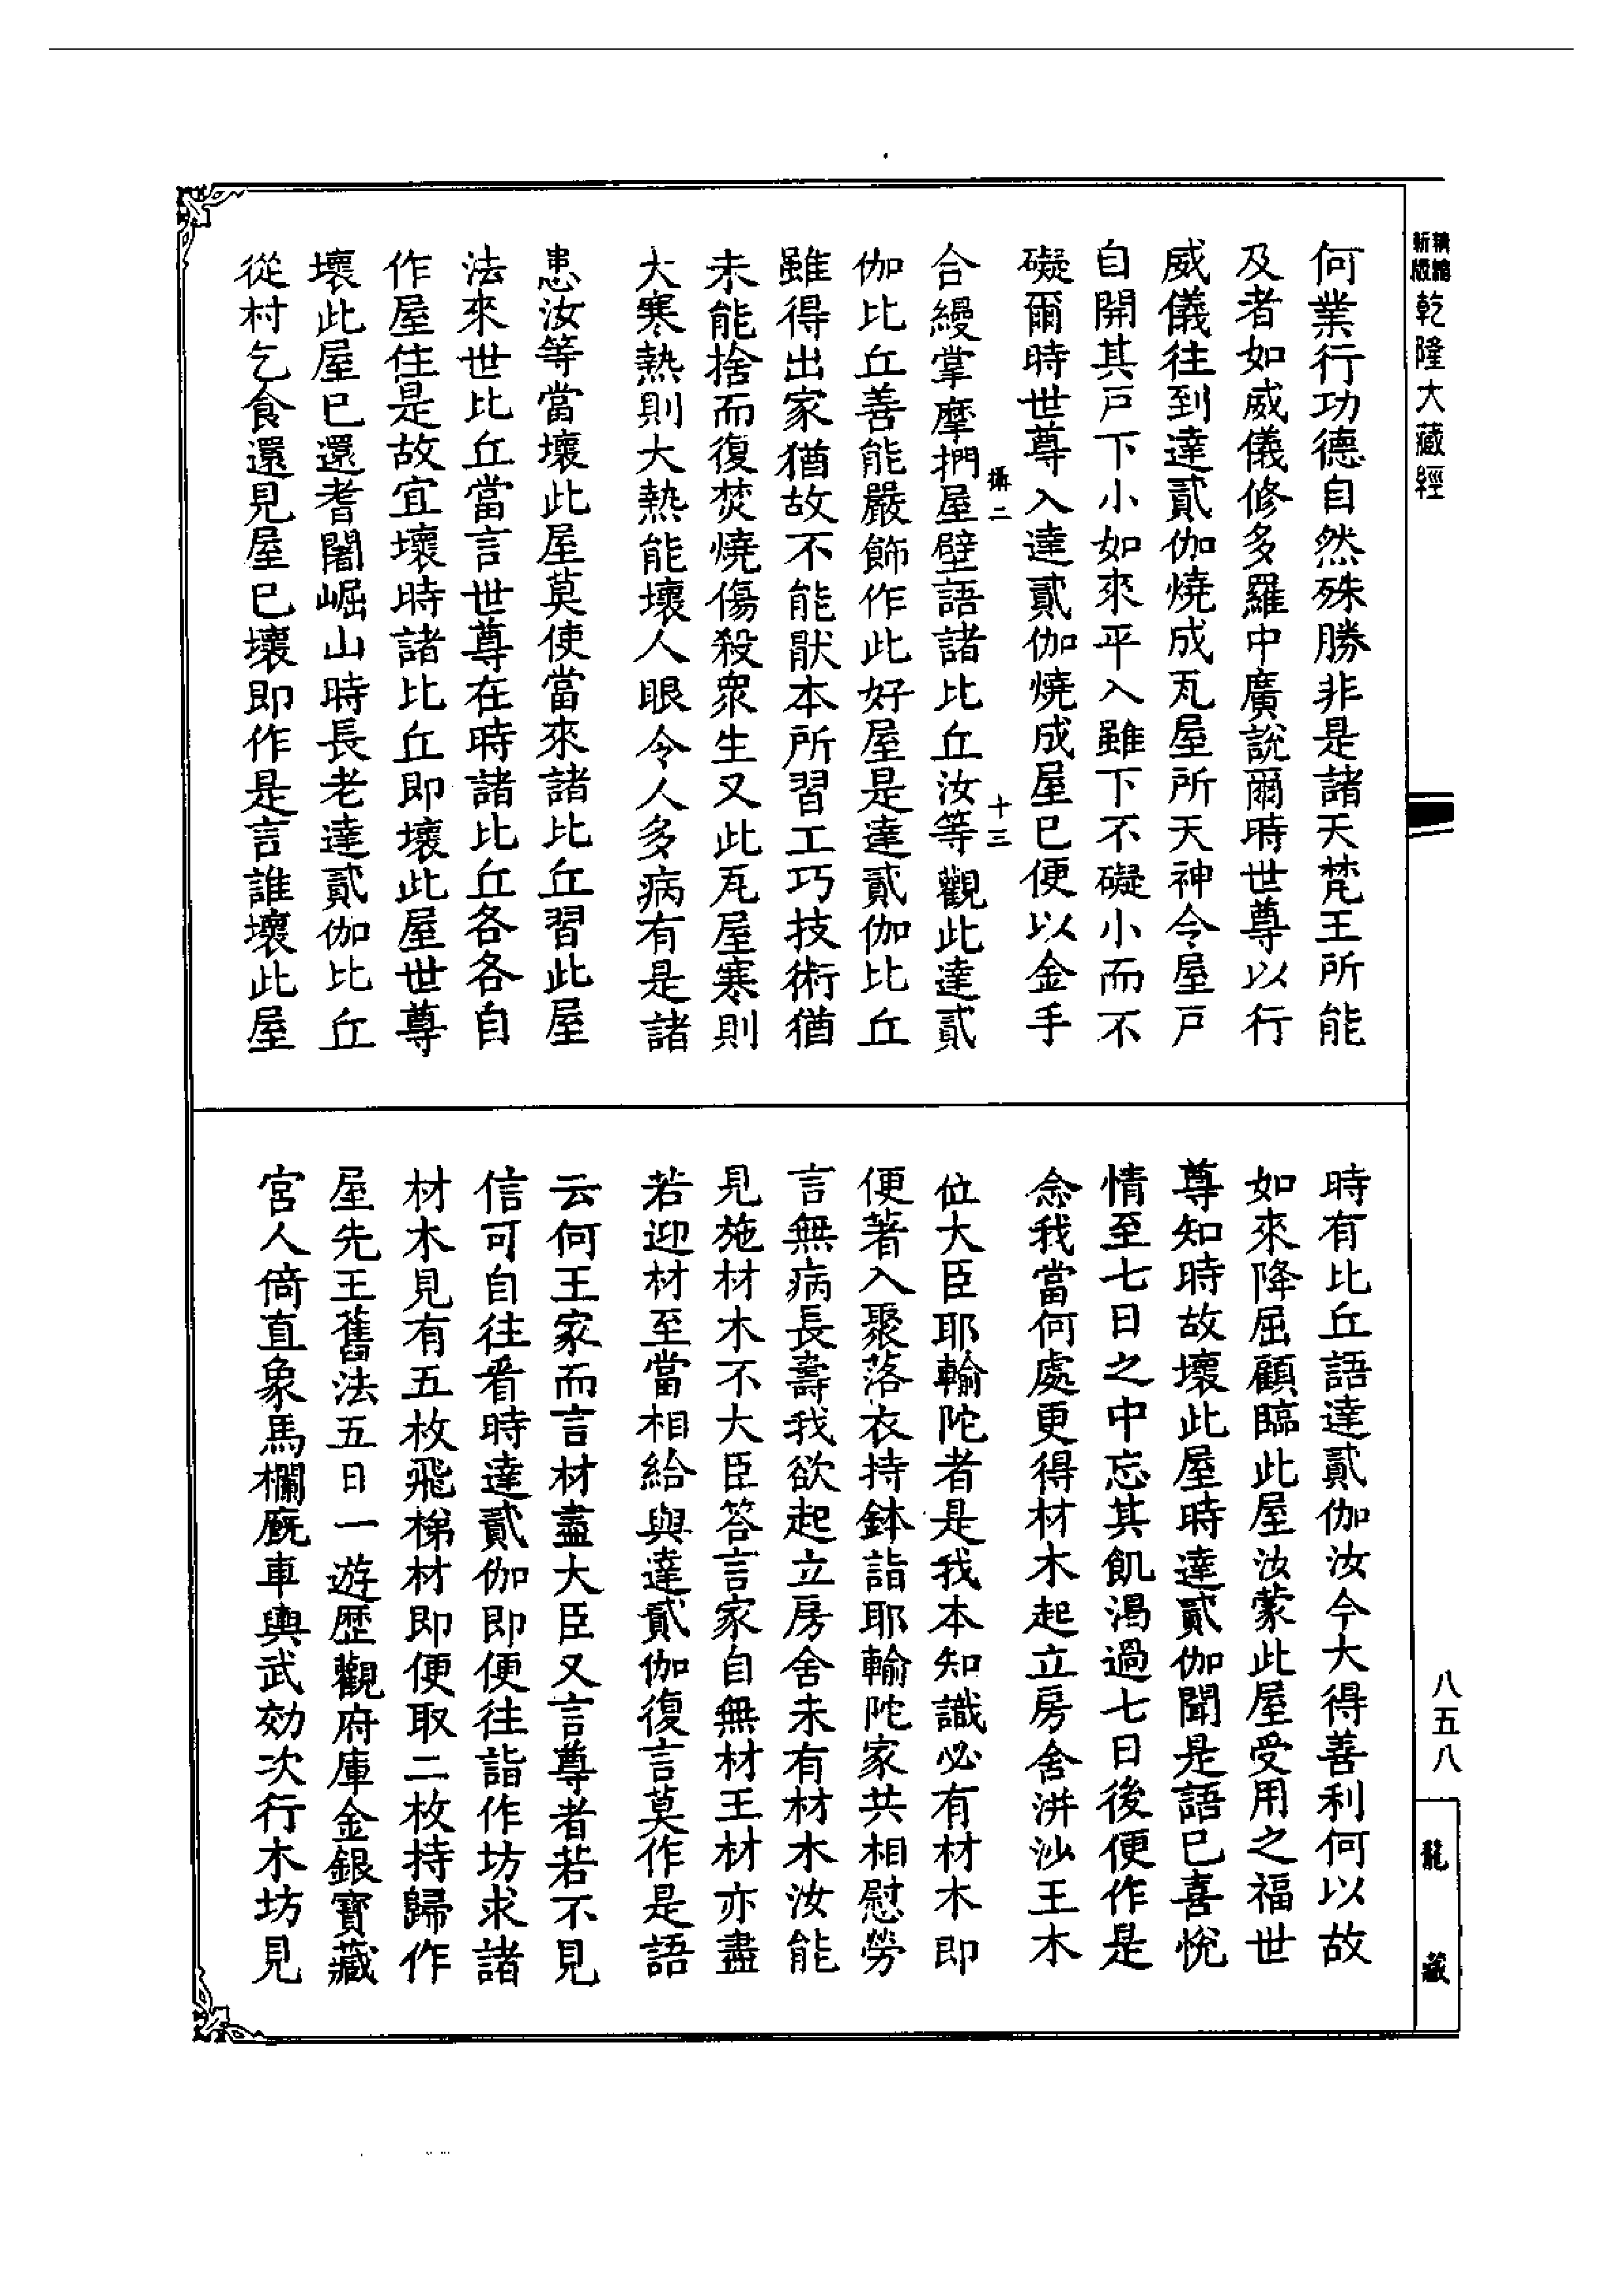 精縮
新版
乾隆大藏經
何業行功德自然殊勝非是諸天梵王所能
及者如威儀修多羅中廣說爾時世尊以行
威儀往到達貳伽燒成瓦屋所天神令屋戶
自開其戶下小如來平入雖下不礙小而不
礙爾時世尊入達貳伽燒成屋已便以金手
攝二
十三
合縵掌摩捫屋壁語諸比丘汝等觀此達貳
伽比丘善能嚴飾作此好屋是達貳伽比丘
雖得出家猶故不能猒本所習工巧技術猶
未能捨而復焚燒傷殺衆生又此瓦屋寒則
大寒熱則大熱能壞人眼令人多病有是諸
患汝等當壞此屋莫使當來諸比丘習此屋
法來世比丘當言世尊在時諸比丘各各自
作屋住是故宜壞時諸比丘即壞此屋世尊
壞此屋已還耆闍崛山時長老達貳伽比丘
從村乞食還見屋已壞即作是言誰壞此屋
時有比丘語達貳伽汝今大得善利何以故
如來降屈顧臨此屋汝蒙此屋受用之福世
尊知時故壞此屋時達貳伽聞是語已喜悅
情至七日之中忘其飢渴過七日後便作是
念我當何處更得材木起立房舍洴沙王木
位大臣耶輸陀者是我本知識必有材木即
便著入聚落衣持鉢詣耶輸陀家共相慰勞
言無病長壽我欲起立房舍未有材木汝能
見施材木不大臣答言家自無材王材亦盡
若迎材至當相給與達貳伽復言莫作是語
云何王家而言材盡大臣又言尊者若不見
信可自往看時達貳伽即便往詣作坊求諸
材木見有五枚飛梯材即便取二枚持歸作
屋先王舊法五日一遊歷觀府庫金銀寶藏
宮人倚直象馬欄廐車輿武効次行木坊見
八五八
龍藏